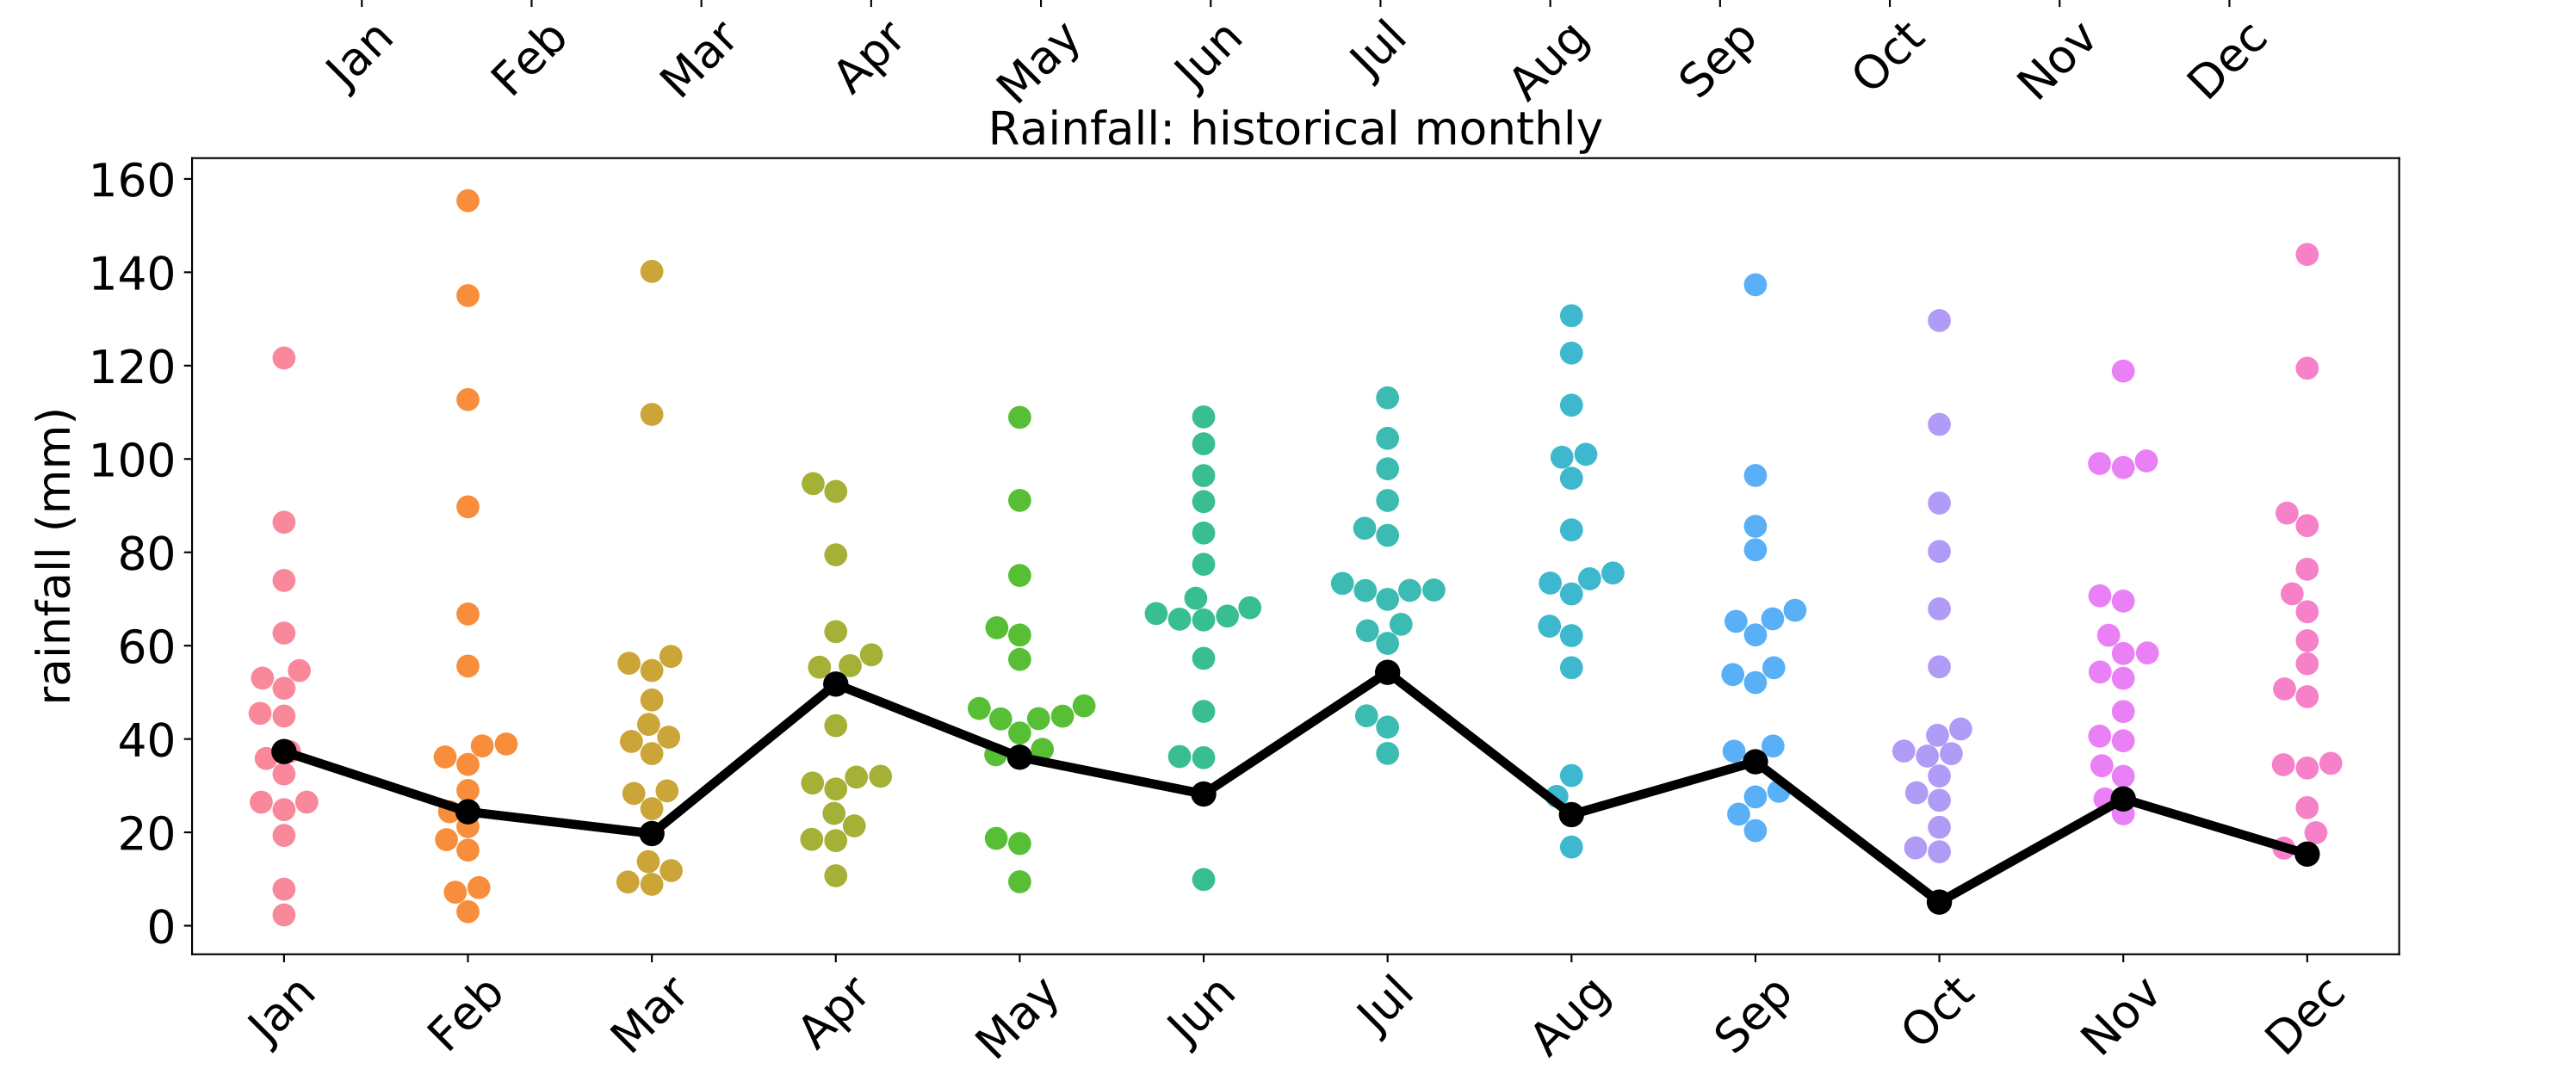 Jan Feb Mar Apr May Jun Jul Aug Sep Oct Nov Dec
Rainfall: historical monthly
160
140
120
100
80
60
40
20
0
rainfall (mm)
Jan Feb Mar Apr May Jun Jul Aug Sep Oct Nov Dec